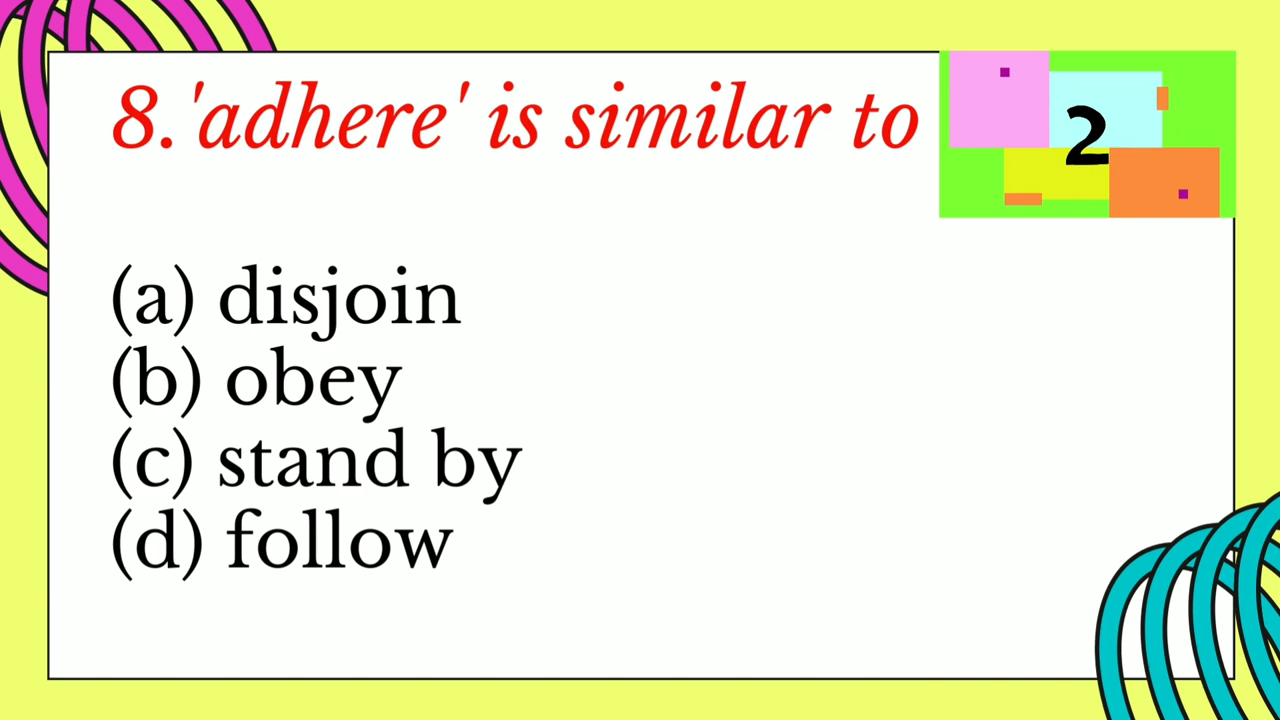 8. 'adhere' is similar to
2
(a) disjoin
(b) obey
(c) stand by
(d) follow